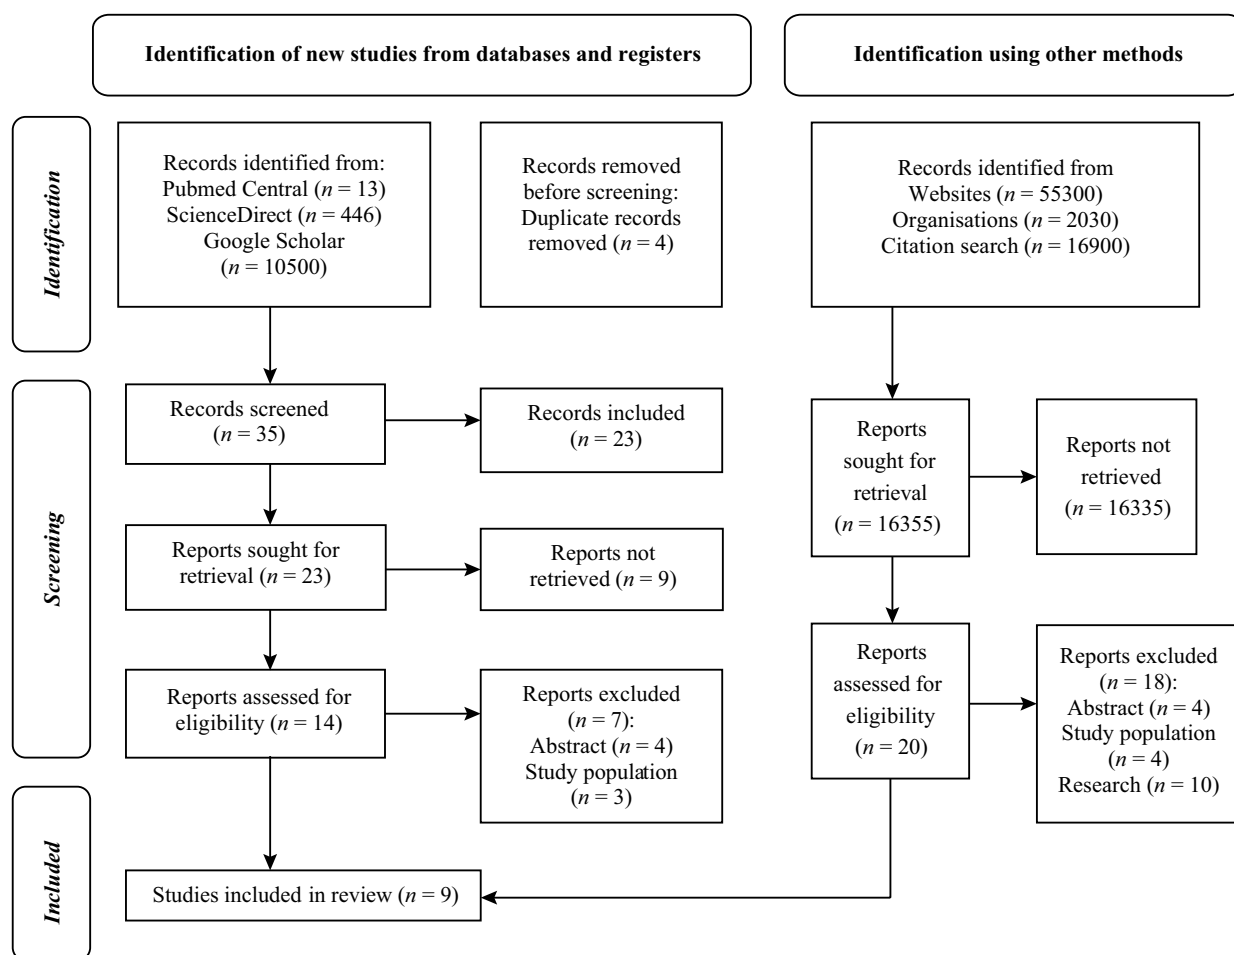 Identification of new studies from databases and registers
Identification using other methods
Identification
Records identified from:
Pubmed Central (n = 13)
ScienceDirect (n = 446)
Google Scholar
(n = 10500)
Records removed
before screening:
Duplicate records
removed (n = 4)
Records identified from
Websites (n = 55300)
Organisations (n = 2030)
Citation search (n = 16900)
Screening
Records screened
(n = 35)
Records included
(n = 23)
Reports
sought for
retrieval
(n = 16355)
Reports not
retrieved
(n = 16335)
Reports sought for
retrieval (n = 23)
Reports not
retrieved (n = 9)
Reports assessed for
eligibility (n = 14)
Reports excluded
(n = 7):
Abstract (n = 4)
Study population
(n = 3)
Reports
assessed for
eligibility
(n = 20)
Reports excluded
(n = 18):
Abstract (n = 4)
Study population
(n = 4)
Research (n = 10)
Included
Studies included in review (n = 9)